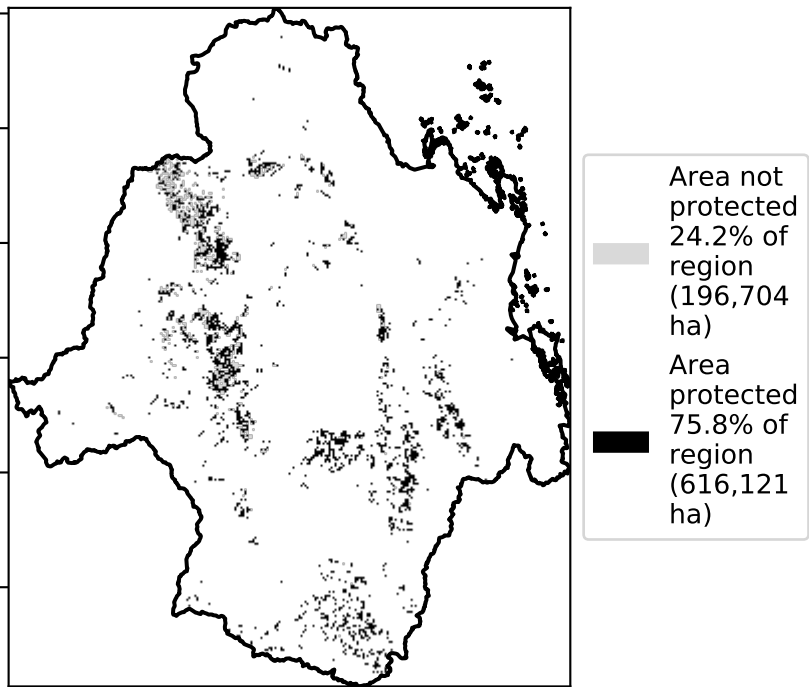 Area not
protected
24.2% of
region
(196,704
ha)
Area
protected
75.8% of
region
(616,121
ha)